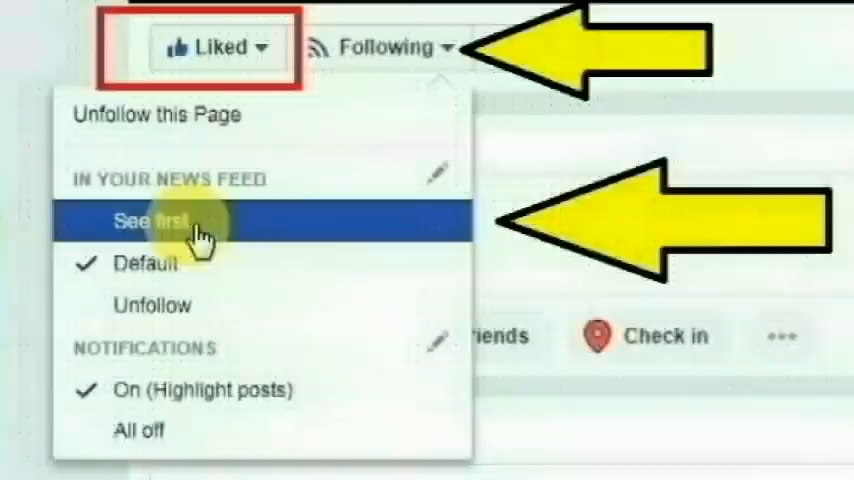 Liked Following
Unfollow this Page
IN YOUR NEWS FEED
See first
Default
Unfollow
riends Check in
NOTIFICATIONS
On (Highlight posts)
All off